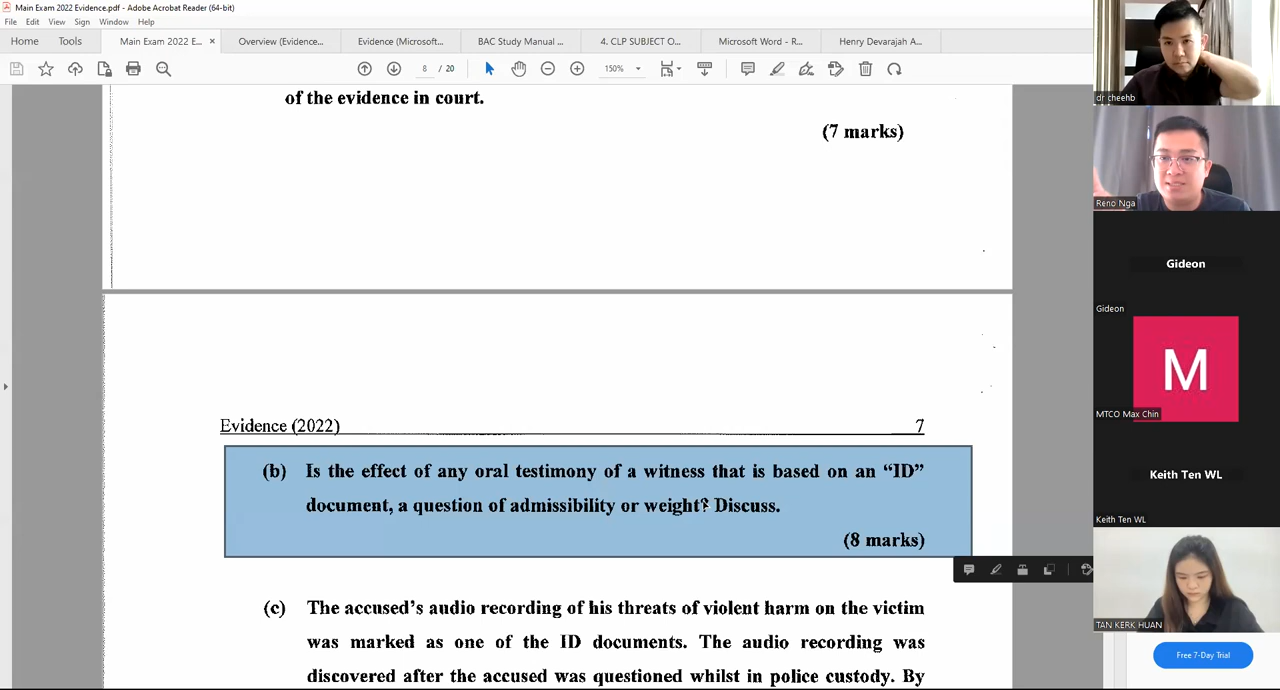 Main Exam 2022 Evidence.pdf - Adobe Acrobat Reader (64-bit)
File Edit View Sign Window Help
Home Tools Main Exam 2022 E... × Overview (Evidence... Evidence (Microsoft... SC Study Manual ... 4. CLP SUBJECT O... Microsoft Word - R... Henry Devarajah A...
8 / 20 150%
of the evidence in court.
(7 marks)
Evidence (2022) 7
(b) Is the effect of any oral testimony of a witness that is based on an “ID”
document, a question of admissibility or weight? Discuss.
(8 marks)
(c) The accused’s audio recording of his threats of violent harm on the victim
was marked as one of the ID documents. The audio recording was
discovered after the accused was questioned whilst in police custody. By
dr cheehb
Reno Nga
Gideon
Gideon
M
MTCO Max Chin
Keith Ten WL
Keith Ten WL
TAN KERK HUAN
Free 7-Day Trial